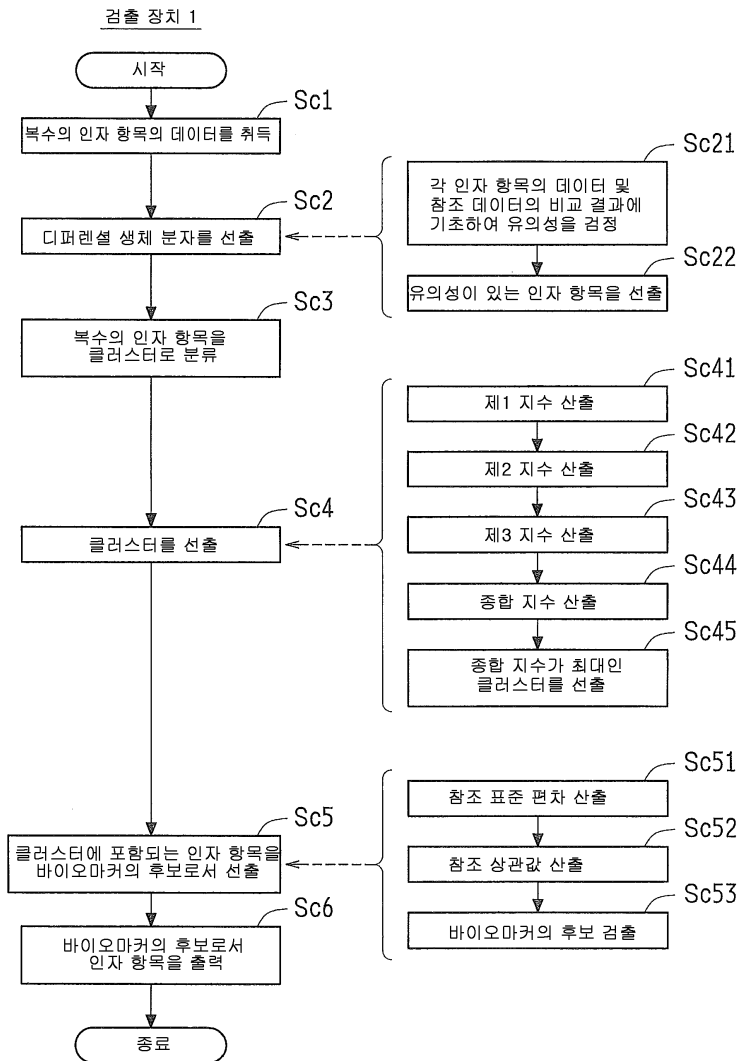 검출 장치 1
시작
Sc1
복수의 인자 항목의 데이터를 취득
Sc2
디퍼렌셜 생체 분자를 선출
Sc21
각 인자 항목의 데이터 및
참조 데이터의 비교 결과에
기초하여 유의성을 검정
Sc22
유의성이 있는 인자 항목을 선출
Sc3
복수의 인자 항목을
클러스터로 분류
Sc4
클러스터를 선출
Sc41
제1 지수 산출
Sc42
제2 지수 산출
Sc43
제3 지수 산출
Sc44
종합 지수 산출
Sc45
종합 지수가 최대인
클러스터를 선출
Sc5
클러스터에 포함되는 인자 항목을
바이오마커의 후보로서 선출
Sc51
참조 표준 편차 산출
Sc52
참조 상관값 산출
Sc53
바이오마커의 후보 검출
Sc6
바이오마커의 후보로서
인자 항목을 출력
종료